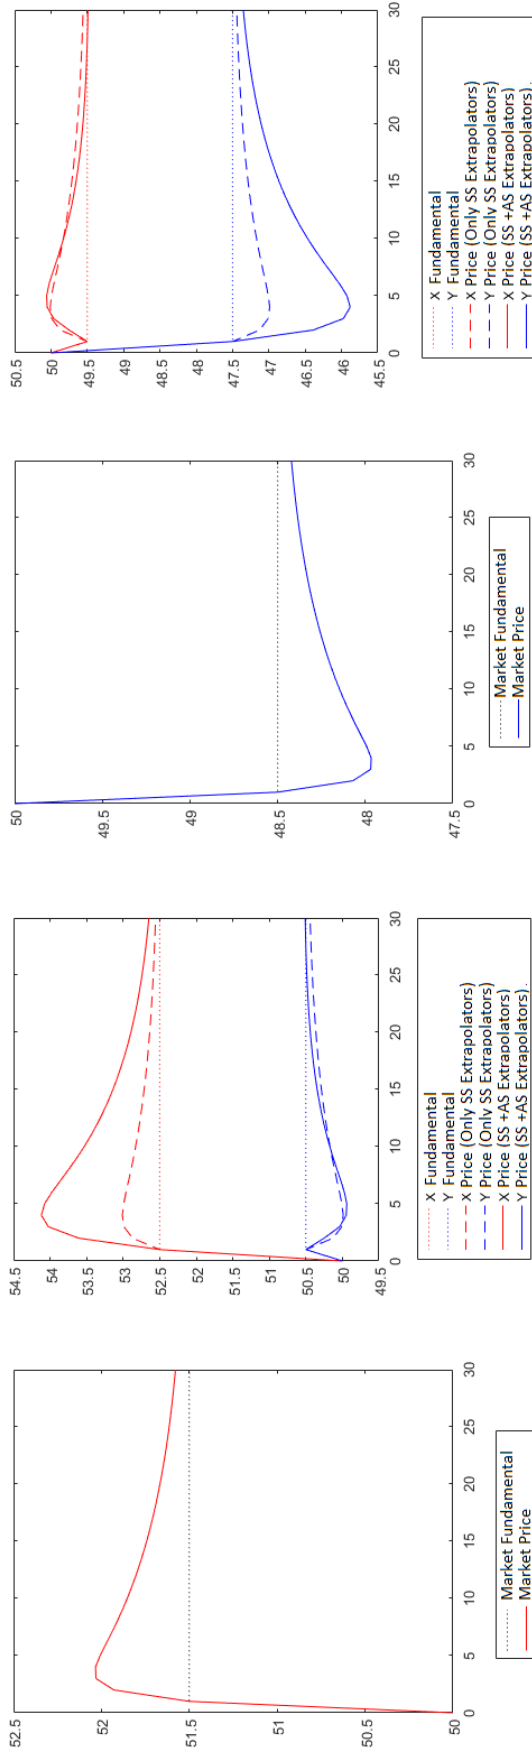 52.5
52
51.5
51
50.5
50
0 5 10 15 20 25 30
Market Fundamental
Market Price
54.5
54
53.5
53
52.5
52
51.5
51
50.5
50
49.5
0 5 10 15 20 25 30
X Fundamental
Y Fundamental
X Price (Only SS Extrapolators)
Y Price (Only SS Extrapolators)
X Price (SS +AS Extrapolators)
Y Price (SS +AS Extrapolators).
50
49.5
49
48.5
48
47.5
0 5 10 15 20 25 30
Market Fundamental
Market Price
50.5
50
49.5
49
48.5
48
47.5
47
46.5
46
45.5
0 5 10 15 20 25 30
X Fundamental
Y Fundamental
X Price (Only SS Extrapolators)
Y Price (Only SS Extrapolators)
X Price (SS +AS Extrapolators)
Y Price (SS +AS Extrapolators).